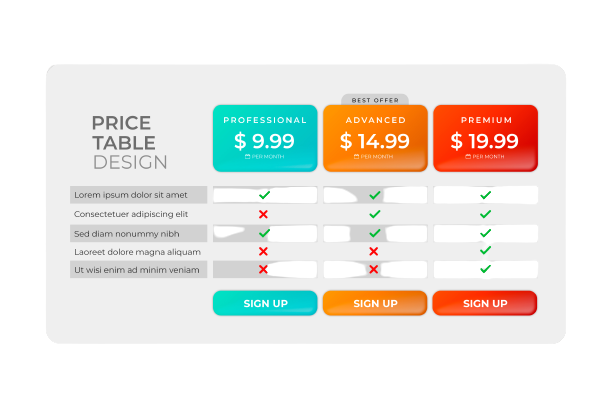 BEST OFFER
PRICE
TABLE
DESIGN
PROFESSIONAL
$ 9.99
PER MONTH
ADVANCED
$ 14.99
PER MONTH
PREMIUM
$ 19.99
PER MONTH
Lorem ipsum dolor sit amet
Consectetuer adipiscing elit
Sed diam nonummy nibh
Laoreet dolore magna aliquam
Ut wisi enim ad minim veniam
SIGN UP
SIGN UP
SIGN UP